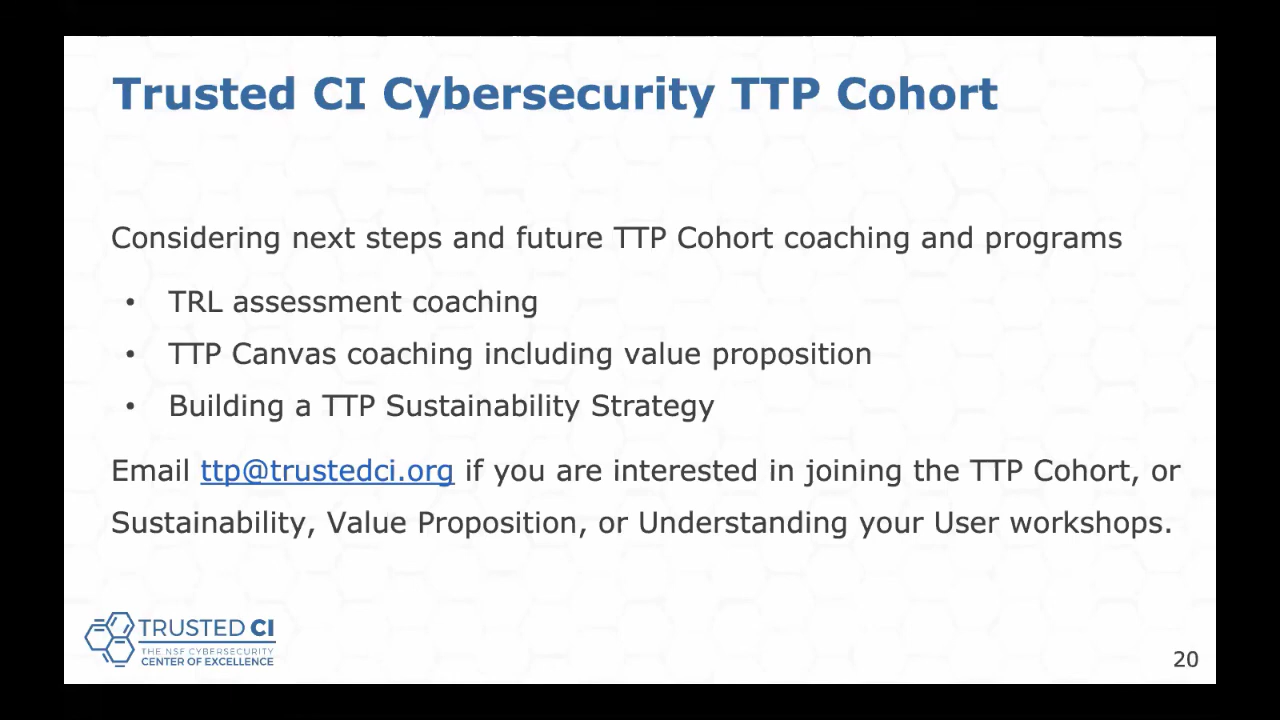 Trusted CI Cybersecurity TTP Cohort
Considering next steps and future TTP Cohort coaching and programs
• TRL assessment coaching
• TTP Canvas coaching including value proposition
• Building a TTP Sustainability Strategy
Email ttp@trustedci.org if you are interested in joining the TTP Cohort, or
Sustainability, Value Proposition, or Understanding your User workshops.
TRUSTED CI
THE NSF CYBERSECURITY
CENTER OF EXCELLENCE
20